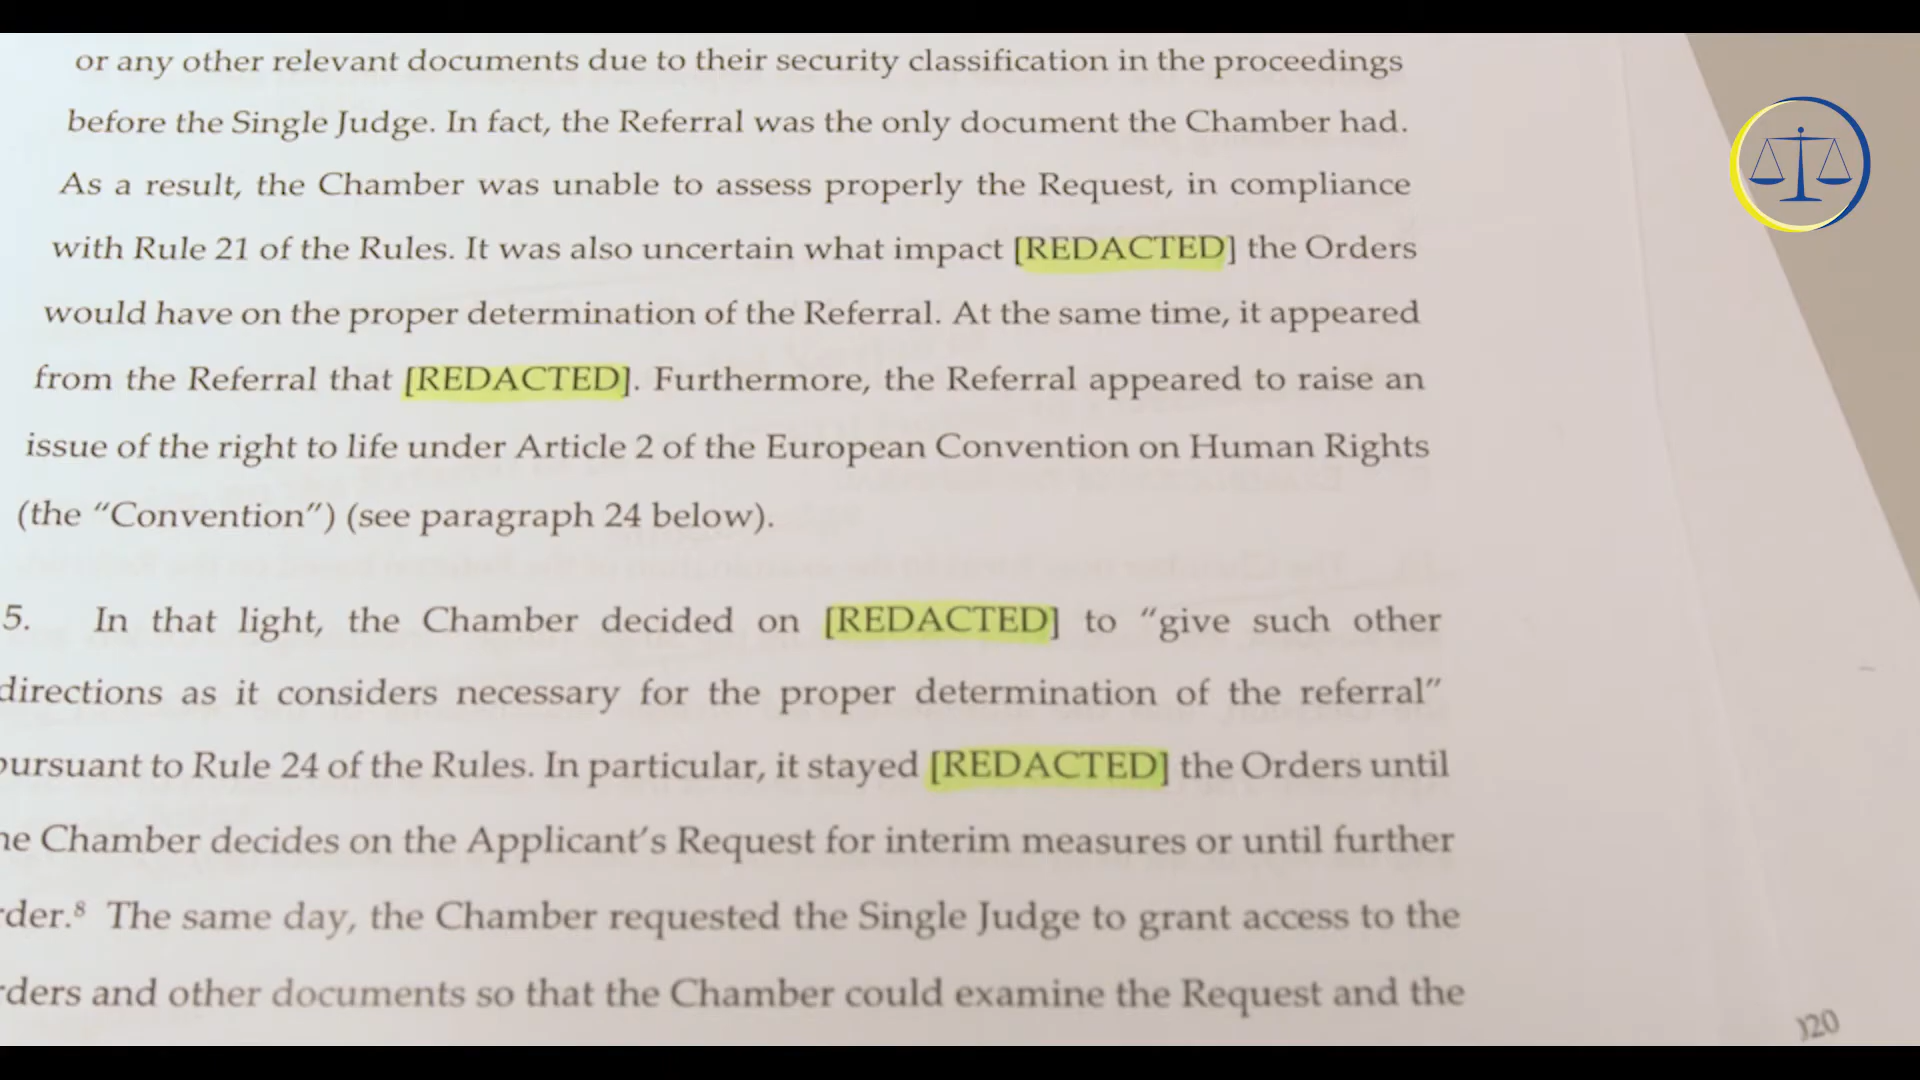 or any other relevant documents due to their security classification in the proceedings
before the Single Judge. In fact, the Referral was the only document the Chamber had.
As a result, the Chamber was unable to assess properly the Request, in compliance
with Rule 21 of the Rules. It was also uncertain what impact [REDACTED] the Orders
would have on the proper determination of the Referral. At the same time, it appeared
from the Referral that [REDACTED]. Furthermore, the Referral appeared to raise an
issue of the right to life under Article 2 of the European Convention on Human Rights
(the “Convention”) (see paragraph 24 below).
5. In that light, the Chamber decided on [REDACTED] to “give such other
directions as it considers necessary for the proper determination of the referral”
pursuant to Rule 24 of the Rules. In particular, it stayed [REDACTED] the Orders until
he Chamber decides on the Applicant’s Request for interim measures or until further
rder.⁸ The same day, the Chamber requested the Single Judge to grant access to the
rders and other documents so that the Chamber could examine the Request and the
020